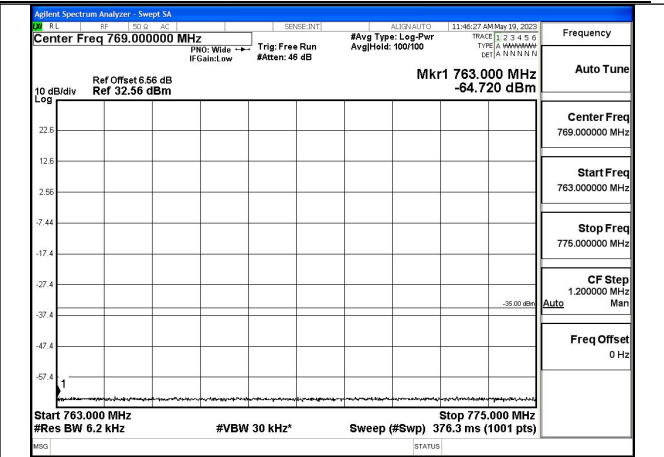 Agilent Spectrum Analyzer - Swept SA
RL RF 50 Ω AC SENSE:INT ALIGN AUTO 11:46:27 AM May 19, 2023
Center Freq 769.000000 MHz
PNO: Wide
IFGain:Low
Trig: Free Run
#Atten: 46 dB
#Avg Type: Log-Pwr
Avg|Hold: 100/100
TRACE 1 2 3 4 5 6
TYPE A WWWWW
DET A N N N N N
Ref Offset 6.56 dB
10 dB/div Ref 32.56 dBm
Log
Mkr1 763.000 MHz
-64.720 dBm
22.6
12.6
2.56
-7.44
-17.4
-27.4
-35.00 dBm
-37.4
-47.4
-57.4
1
Start 763.000 MHz Stop 775.000 MHz
#Res BW 6.2 kHz #VBW 30 kHz* Sweep (#Swp) 376.3 ms (1001 pts)
MSG STATUS
Frequency
Auto Tune
Center Freq
769.000000 MHz
Start Freq
763.000000 MHz
Stop Freq
775.000000 MHz
CF Step
1.200000 MHz
Auto Man
Freq Offset
0 Hz